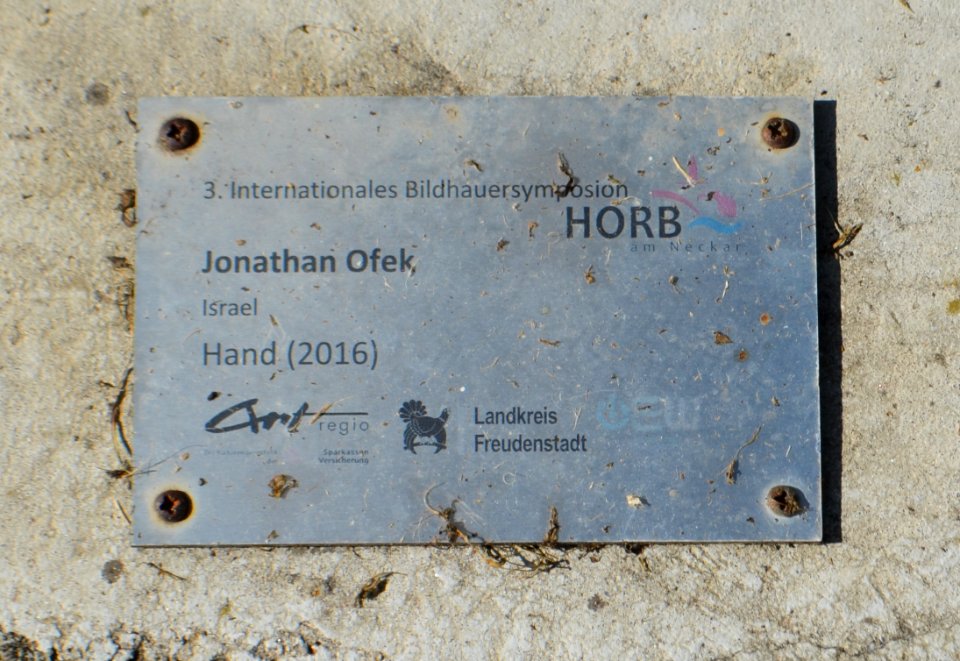 3. Internationales Bildhauersymposion
HORB
am Neckar
Jonathan Ofek
Israel
Hand (2016)
Art regio
Sparkassen
Versicherung
Landkreis
Freudenstadt